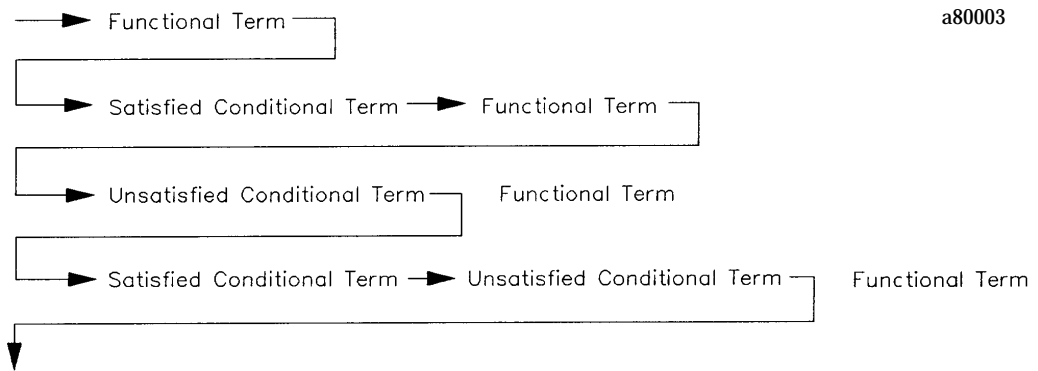 Functional Term a80003
Satisfied Conditional Term Functional Term
Unsatisfied Conditional Term Functional Term
Satisfied Conditional Term Unsatisfied Conditional Term Functional Term